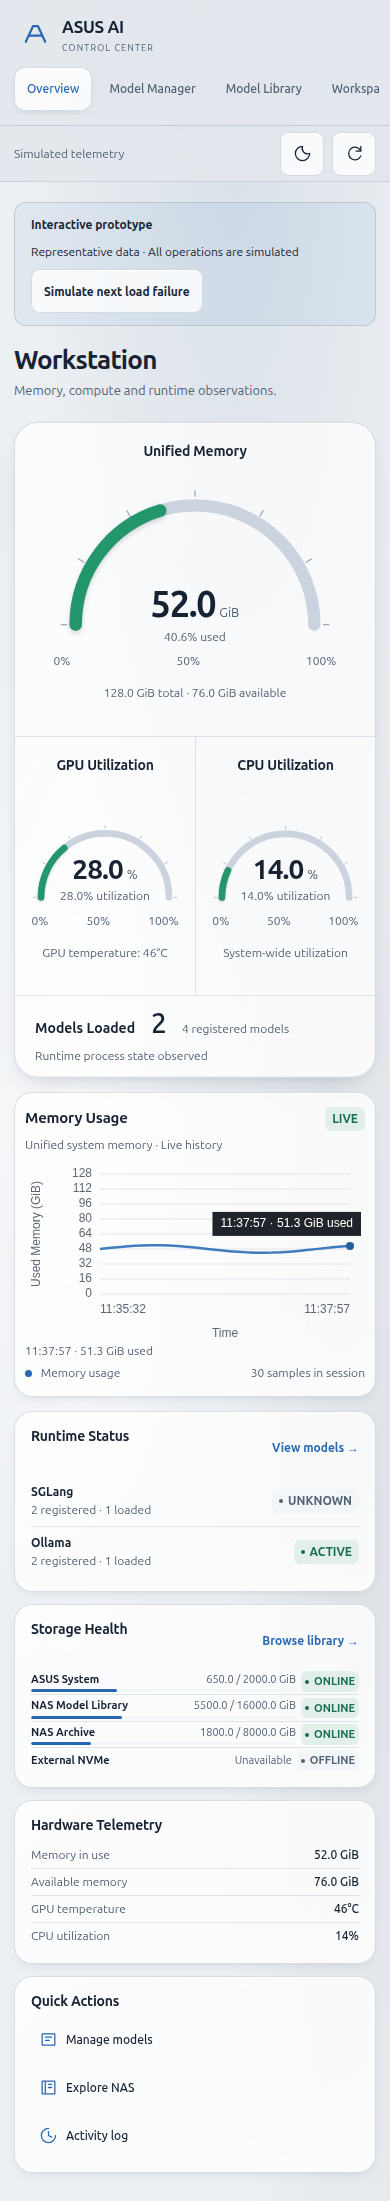 ASUS AI
CONTROL CENTER
Overview Model Manager Model Library Workspa
Simulated telemetry
Interactive prototype
Representative data · All operations are simulated
Simulate next load failure
Workstation
Memory, compute and runtime observations.
Unified Memory
52.0 GiB
40.6% used
0% 50% 100%
128.0 GiB total · 76.0 GiB available
GPU Utilization
28.0 %
28.0% utilization
0% 50% 100%
GPU temperature: 46°C
CPU Utilization
14.0 %
14.0% utilization
0% 50% 100%
System-wide utilization
Models Loaded 2 4 registered models
Runtime process state observed
Memory Usage LIVE
Unified system memory · Live history
Used Memory (GiB)
128
112
96
80
64
48
32
16
0
11:37:57 · 51.3 GiB used
11:35:32 11:37:57
Time
11:37:57 · 51.3 GiB used
Memory usage 30 samples in session
Runtime Status
View models →
SGLang
2 registered · 1 loaded
• UNKNOWN
Ollama
2 registered · 1 loaded
• ACTIVE
Storage Health
Browse library →
ASUS System 650.0 / 2000.0 GiB • ONLINE
NAS Model Library 5500.0 / 16000.0 GiB • ONLINE
NAS Archive 1800.0 / 8000.0 GiB • ONLINE
External NVMe Unavailable • OFFLINE
Hardware Telemetry
Memory in use 52.0 GiB
Available memory 76.0 GiB
GPU temperature 46°C
CPU utilization 14%
Quick Actions
Manage models
Explore NAS
Activity log